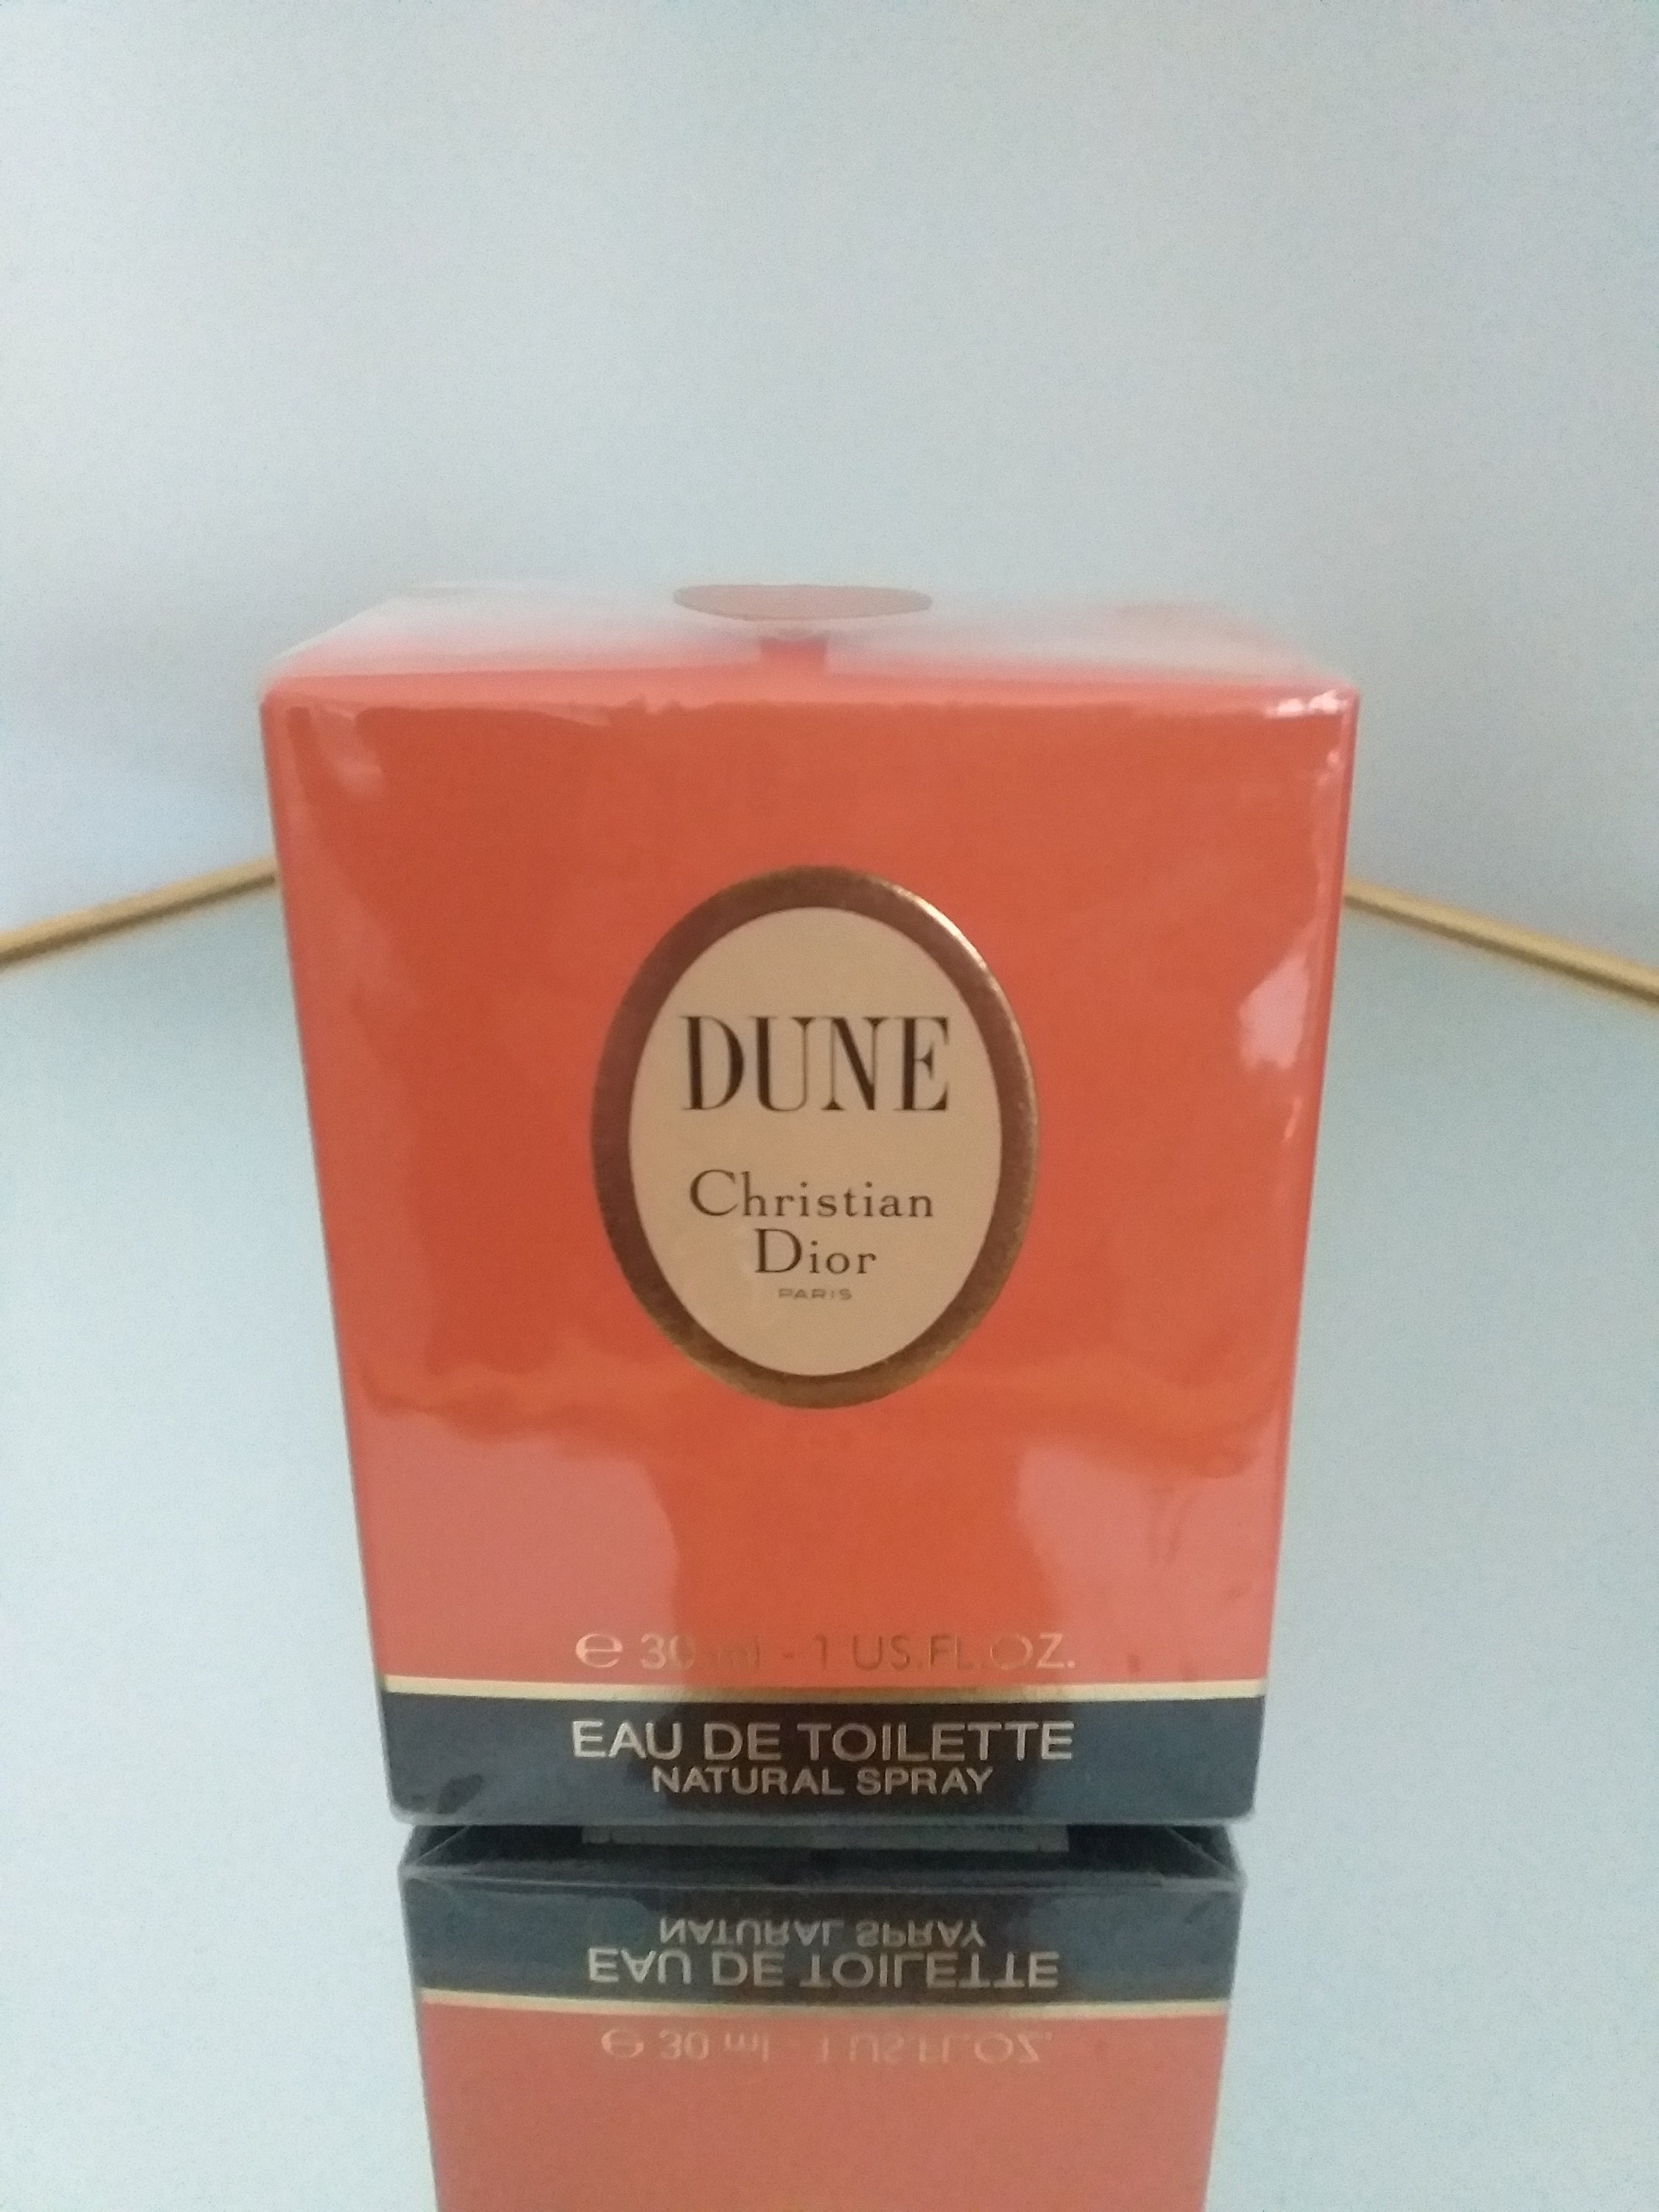 DUNE
Christian
Dior
PARIS
℮ 30 ml - 1 US.FL.OZ.
EAU DE TOILETTE
NATURAL SPRAY